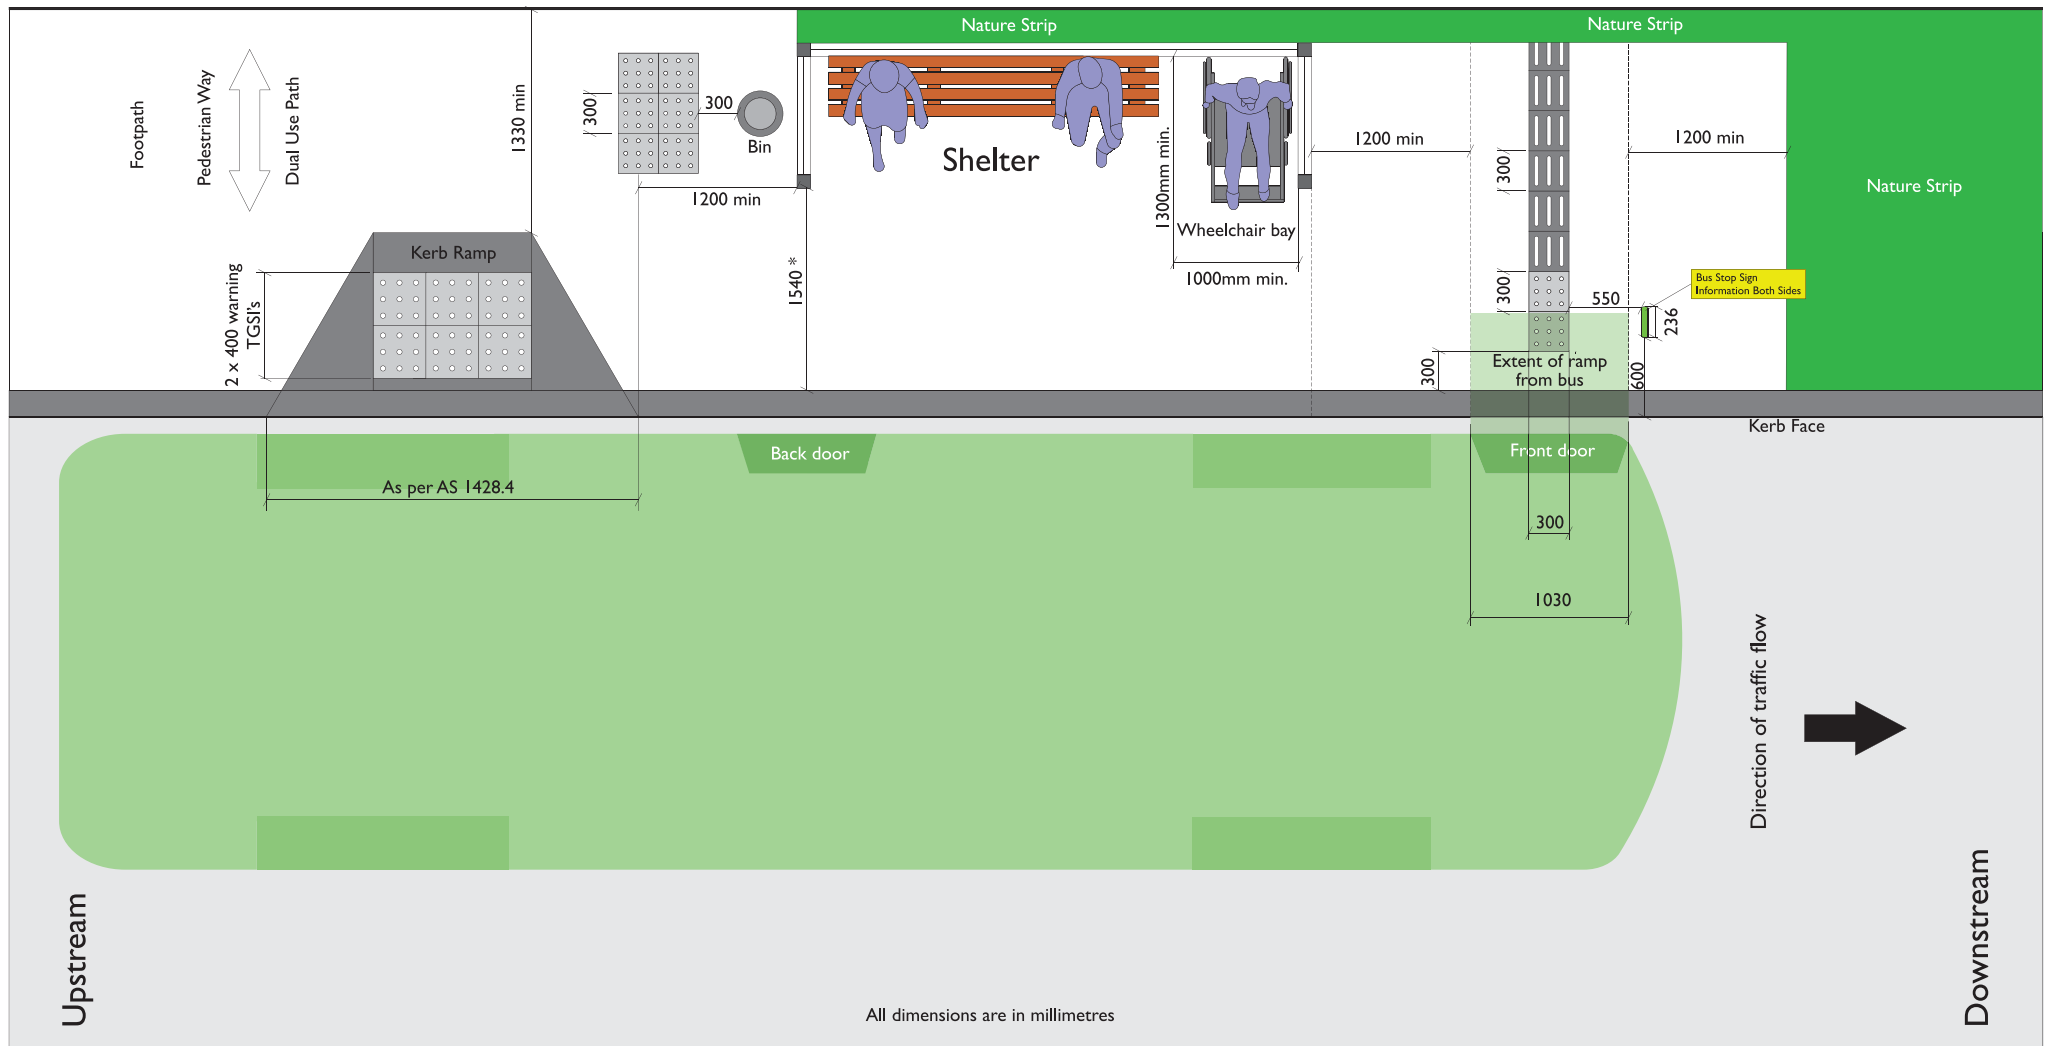 Nature Strip
Nature Strip
Footpath
Pedestrian Way
Dual Use Path
1330 min
300
300
Bin
Shelter
1200 min
1300mm min.
Wheelchair bay
1000mm min.
1200 min
300
1200 min
Nature Strip
Kerb Ramp
2 x 400 warning
TGSI's
1540 *
300
550
Bus Stop Sign
Information Both Sides
236
300
Extent of ramp
from bus
600
Kerb Face
Back door
Front door
As per AS 1428.4
300
1030
Direction of traffic flow
Upstream
Downstream
All dimensions are in millimetres